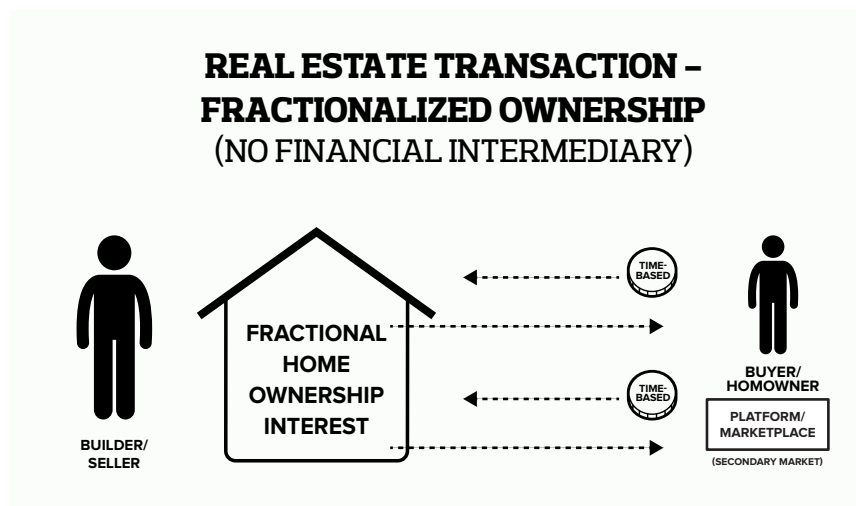 REAL ESTATE TRANSACTION –
FRACTIONALIZED OWNERSHIP
(NO FINANCIAL INTERMEDIARY)
TIME-
BASED
FRACTIONAL
HOME
OWNERSHIP
INTEREST
BUYER/
HOMOWNER
TIME-
BASED
PLATFORM/
MARKETPLACE
(SECONDARY MARKET)
BUILDER/
SELLER